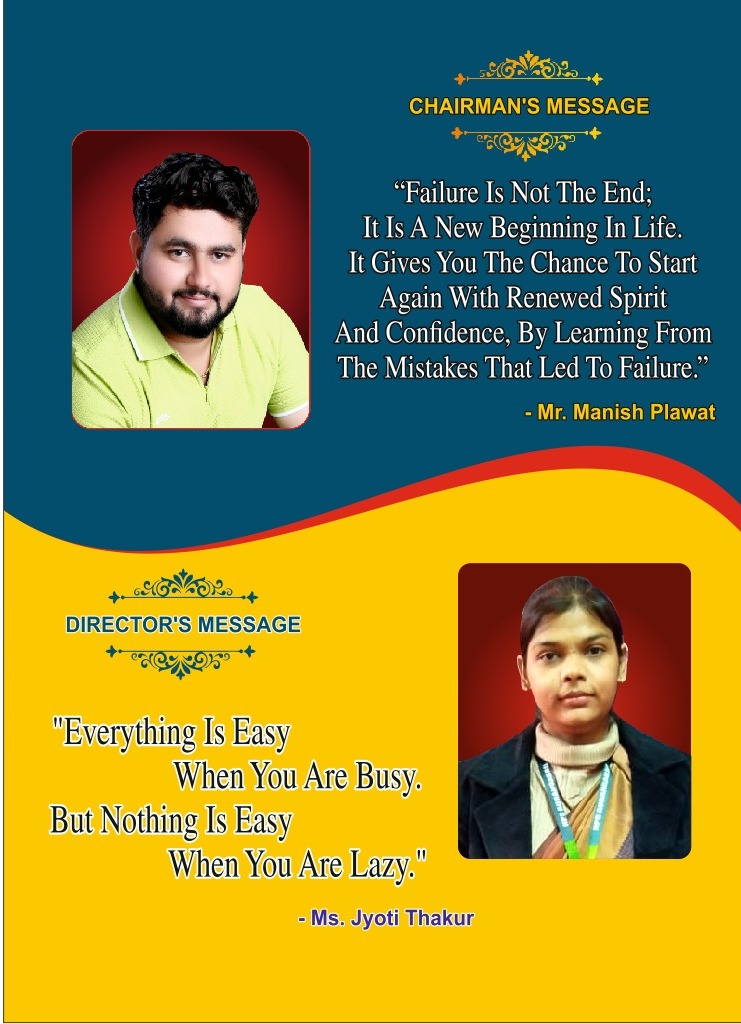 CHAIRMAN'S MESSAGE
“Failure Is Not The End;
It Is A New Beginning In Life.
It Gives You The Chance To Start
Again With Renewed Spirit
And Confidence, By Learning From
The Mistakes That Led To Failure.”
- Mr. Manish Plawat
DIRECTOR'S MESSAGE
"Everything Is Easy
When You Are Busy.
But Nothing Is Easy
When You Are Lazy."
- Ms. Jyoti Thakur